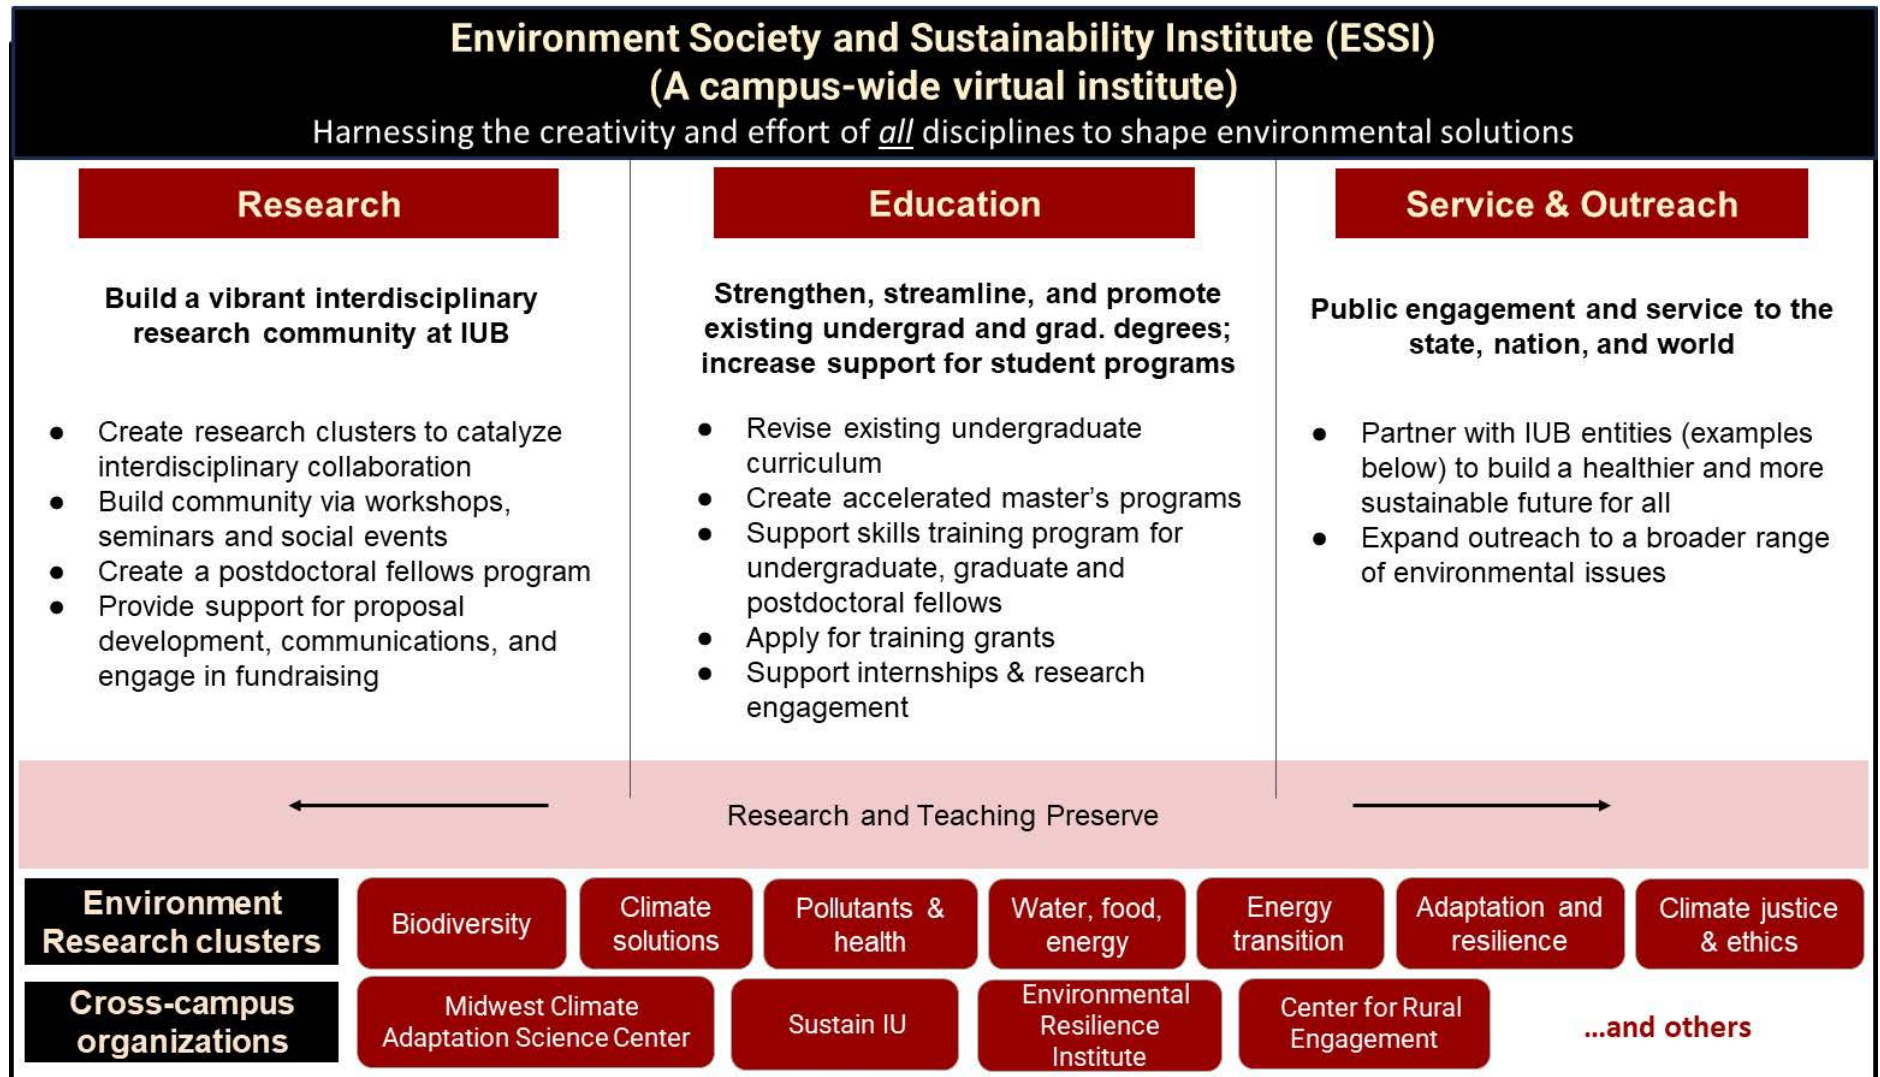 Environment Society and Sustainability Institute (ESSI)
(A campus-wide virtual institute)
Harnessing the creativity and effort of all disciplines to shape environmental solutions
Research
Build a vibrant interdisciplinary
research community at IUB
● Create research clusters to catalyze
interdisciplinary collaboration
● Build community via workshops,
seminars and social events
● Create a postdoctoral fellows program
● Provide support for proposal
development, communications, and
engage in fundraising
Education
Strengthen, streamline, and promote
existing undergrad and grad. degrees;
increase support for student programs
● Revise existing undergraduate
curriculum
● Create accelerated master's programs
● Support skills training program for
undergraduate, graduate and
postdoctoral fellows
● Apply for training grants
● Support internships & research
engagement
Service & Outreach
Public engagement and service to the
state, nation, and world
● Partner with IUB entities (examples
below) to build a healthier and more
sustainable future for all
● Expand outreach to a broader range
of environmental issues
Research and Teaching Preserve
Environment
Research clusters
Biodiversity
Climate
solutions
Pollutants &
health
Water, food,
energy
Energy
transition
Adaptation and
resilience
Climate justice
& ethics
Cross-campus
organizations
Midwest Climate
Adaptation Science Center
Sustain IU
Environmental
Resilience
Institute
Center for Rural
Engagement
...and others